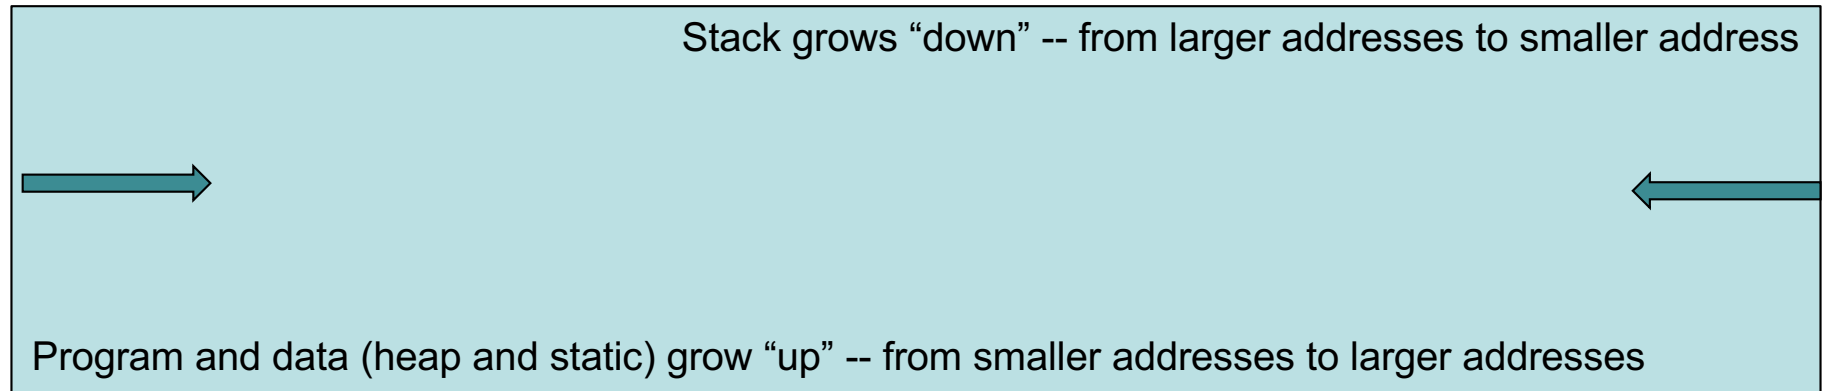 Stack grows “down” -- from larger addresses to smaller address
Program and data (heap and static) grow “up” -- from smaller addresses to larger addresses